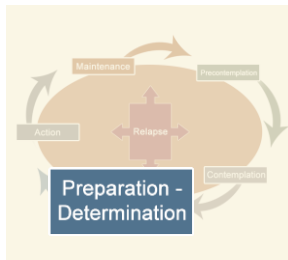 Maintenance
Precontemplation
Action
Relapse
Contemplation
Preparation -
Determination